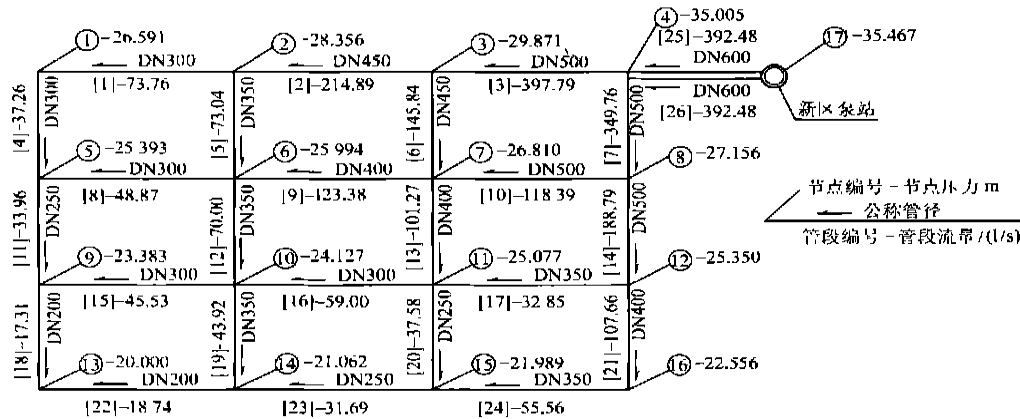 ①-26.591
②-28.356
③-29.871
④-35.005
⑰-35.467
[25]-392.48
DN300
DN450
DN500
DN600
[1]-73.76
[2]-214.89
[3]-397.79
DN600
[26]-392.48
新区泵站
[4]-37.26
DN300
[5]-73.04
DN350
[6]-145.84
DN450
[7]-349.76
DN500
⑤-25.393
⑥-25.994
⑦-26.810
⑧-27.156
DN300
DN400
DN500
[8]-48.87
[9]-123.38
[10]-118.39
节点编号-节点压力 m
公称管径
管段编号-管段流量/(l/s)
[11]-33.96
DN250
[12]-70.00
DN350
[13]-101.27
DN400
[14]-188.79
DN500
⑨-23.383
⑩-24.127
⑪-25.077
⑫-25.350
DN300
DN300
DN350
[15]-45.53
[16]-59.00
[17]-32.85
[18]-17.31
DN200
[19]-43.92
DN350
[20]-37.58
DN250
[21]-107.66
DN400
⑬-20.000
⑭-21.062
⑮-21.989
⑯-22.556
DN200
DN250
DN350
[22]-18.74
[23]-31.69
[24]-55.56